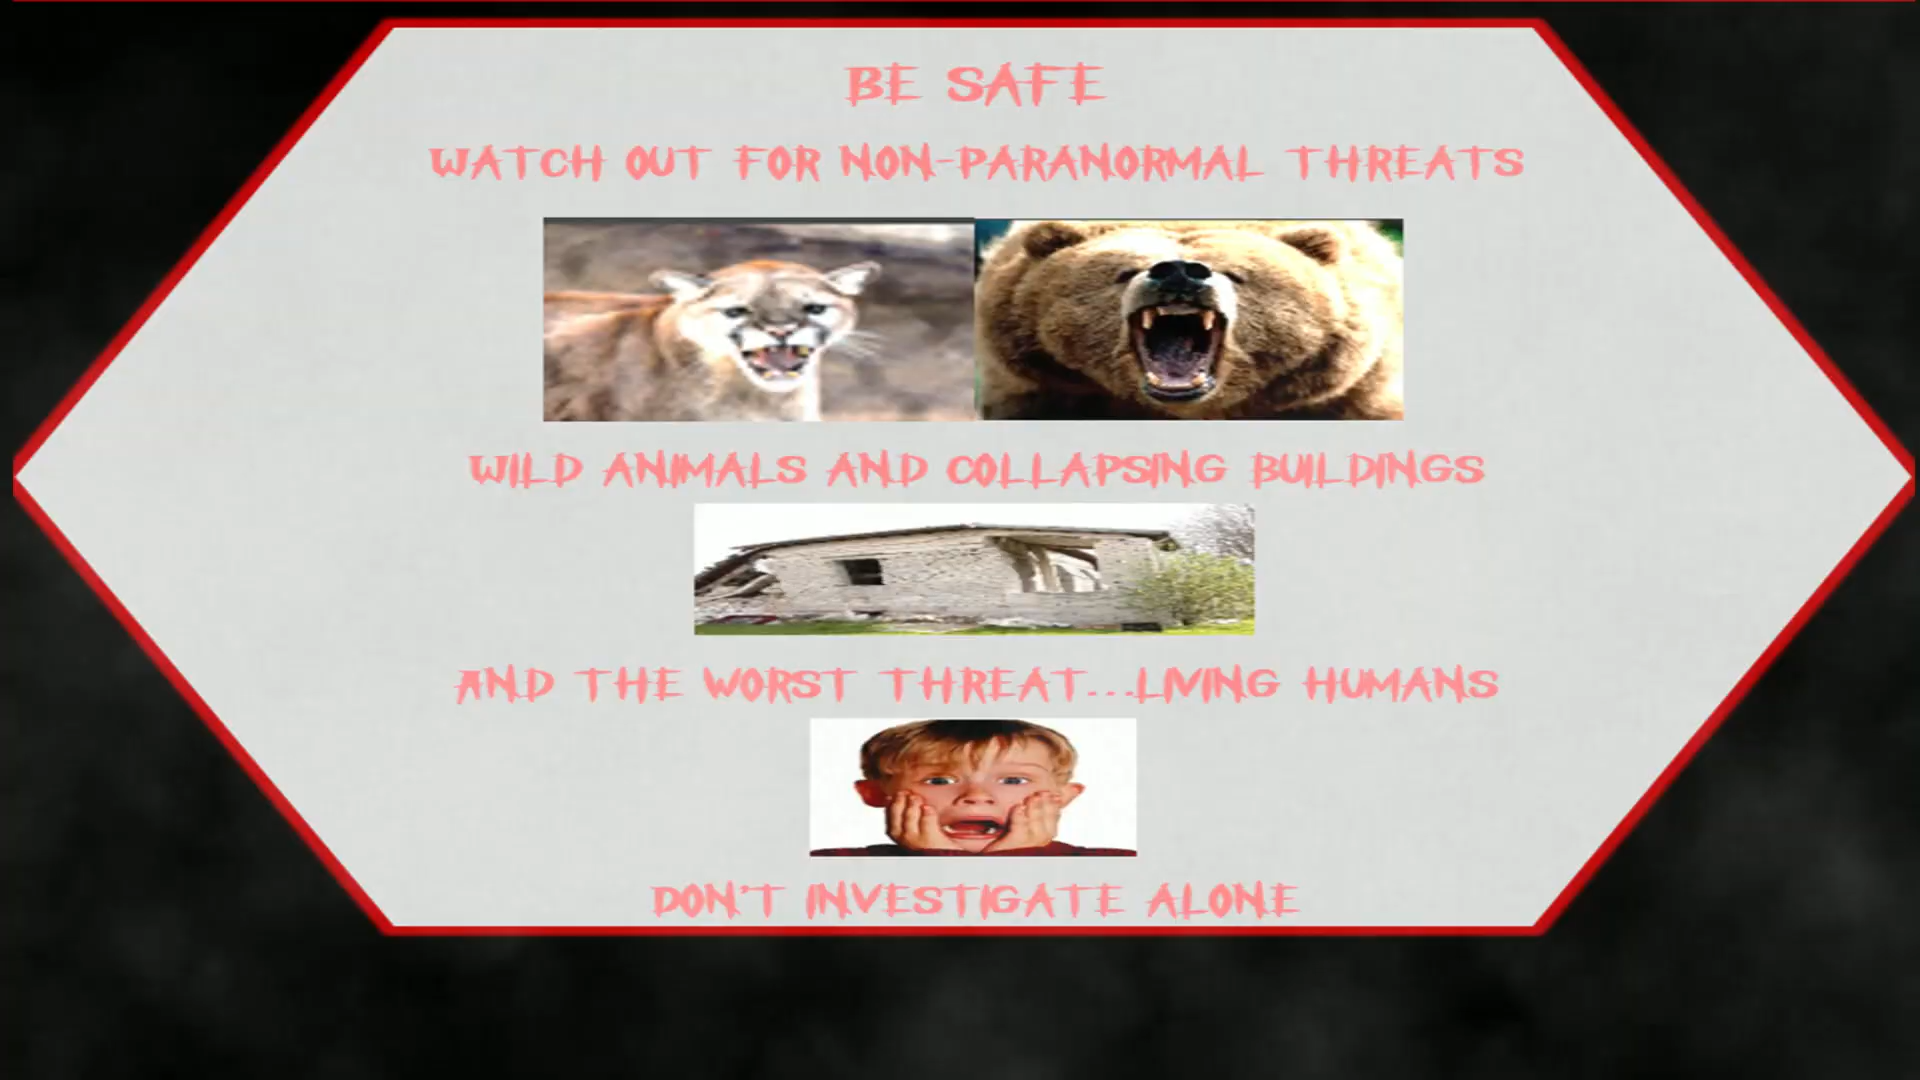 BE SAFE
WATCH OUT FOR NON-PARANORMAL THREATS
WILD ANIMALS AND COLLAPSING BUILDINGS
AND THE WORST THREAT...LIVING HUMANS
DON'T INVESTIGATE ALONE